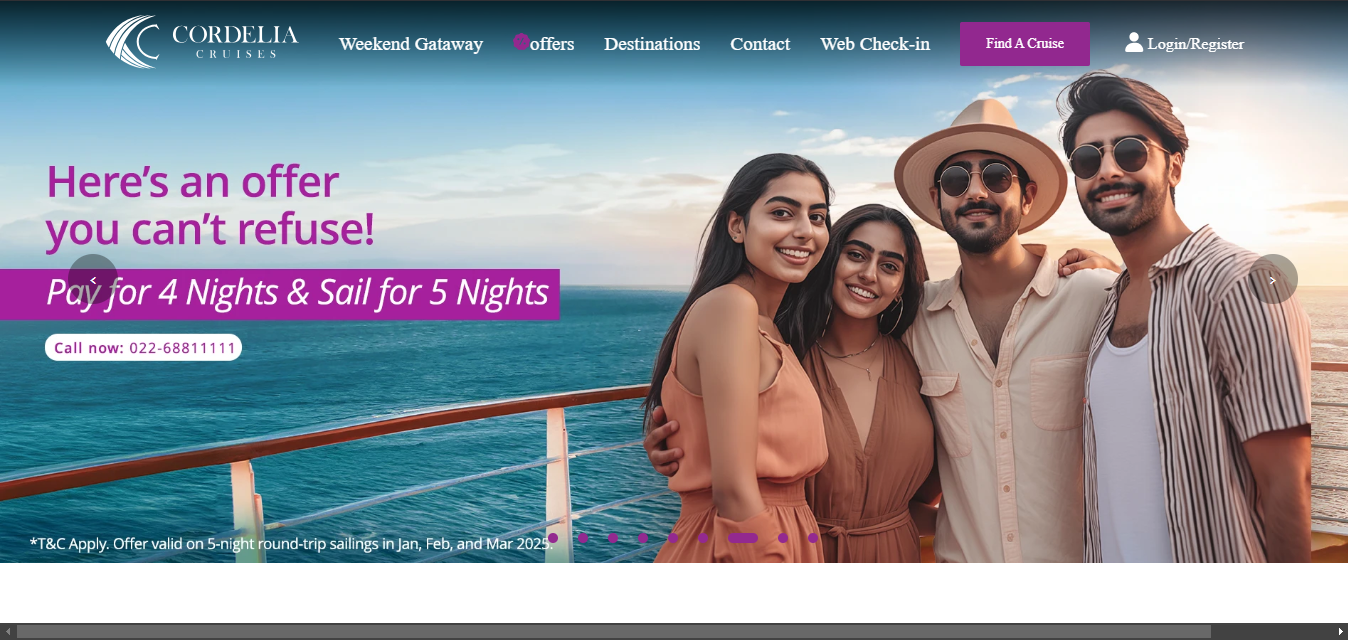 CORDELIA
CRUISES
Weekend Gataway
offers
Destinations
Contact
Web Check-in
Find A Cruise
Login/Register
Here's an offer
you can't refuse!
Pay for 4 Nights & Sail for 5 Nights
Call now: 022-68811111
*T&C Apply. Offer valid on 5-night round-trip sailings in Jan, Feb, and Mar 2025.